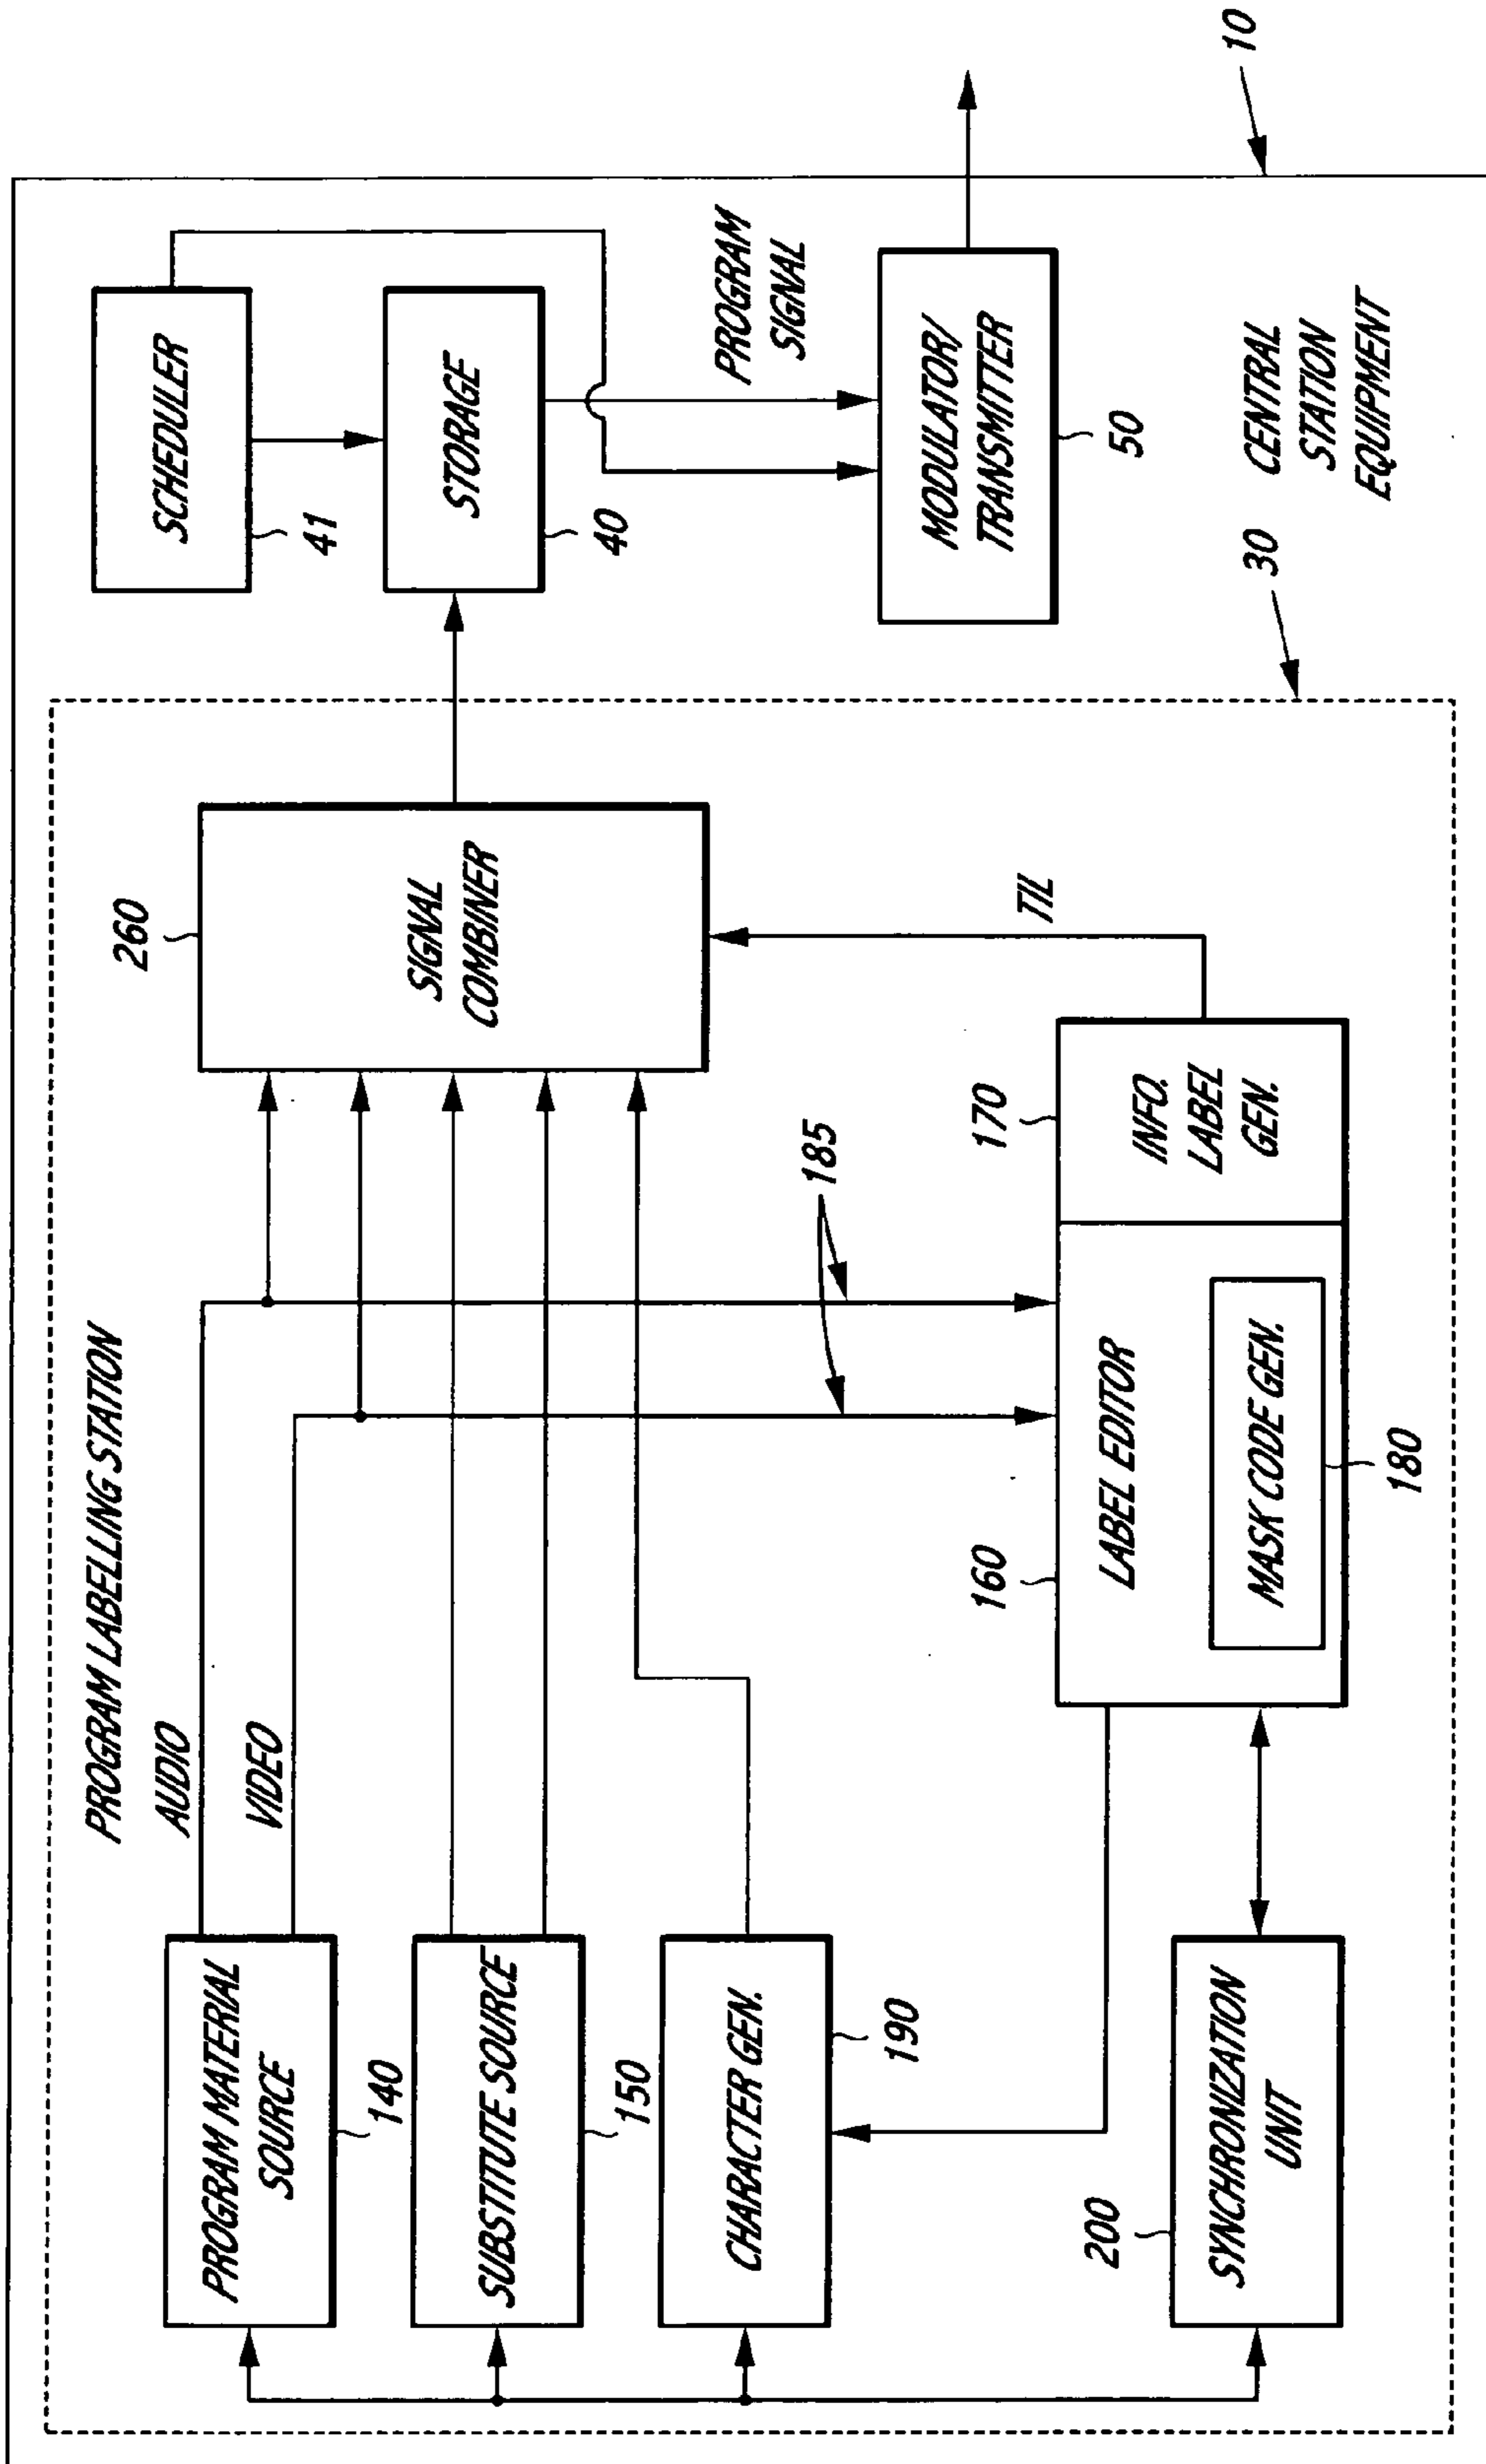 PROGRAM LABELLING STATION
AUDIO
VIDEO
PROGRAM MATERIAL
SOURCE
140
SUBSTITUTE SOURCE
150
CHARACTER GEN.
190
200
SYNCHRONIZATION
UNIT
260
SIGNAL
COMBINER
185
160
LABEL EDITOR
MASK CODE GEN.
180
170
INFO.
LABEL
GEN.
TIL
SCHEDULER
41
STORAGE
40
PROGRAM
SIGNAL
MODULATOR/
TRANSMITTER
50
30
CENTRAL
STATION
EQUIPMENT
10